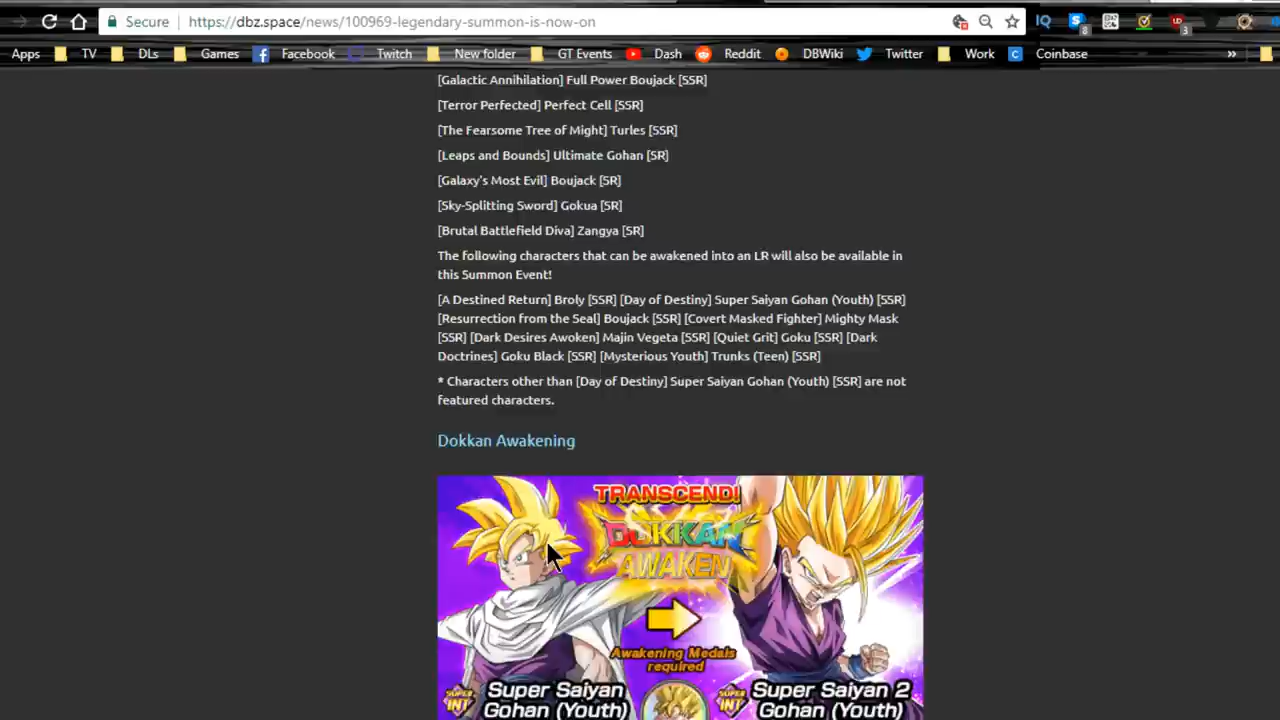 Secure https://dbz.space/news/100969-legendary-summon-is-now-on
Apps TV DLs Games Facebook Twitch New folder GT Events Dash Reddit DBWiki Twitter Work Coinbase »
[Galactic Annihilation] Full Power Boujack [SSR]
[Terror Perfected] Perfect Cell [SSR]
[The Fearsome Tree of Might] Turles [SSR]
[Leaps and Bounds] Ultimate Gohan [SR]
[Galaxy's Most Evil] Boujack [SR]
[Sky-Splitting Sword] Gokua [SR]
[Brutal Battlefield Diva] Zangya [SR]
The following characters that can be awakened into an LR will also be available in
this Summon Event!
[A Destined Return] Broly [SSR] [Day of Destiny] Super Saiyan Gohan (Youth) [SSR]
[Resurrection from the Seal] Boujack [SSR] [Covert Masked Fighter] Mighty Mask
[SSR] [Dark Desires Awoken] Majin Vegeta [SSR] [Quiet Grit] Goku [SSR] [Dark
Doctrines] Goku Black [SSR] [Mysterious Youth] Trunks (Teen) [SSR]
* Characters other than [Day of Destiny] Super Saiyan Gohan (Youth) [SSR] are not
featured characters.
Dokkan Awakening
TRANSCEND!
DOKKAN
AWAKEN
Awakening Medals
required
SUPER INT Super Saiyan
Gohan (Youth)
SUPER INT Super Saiyan 2
Gohan (Youth)